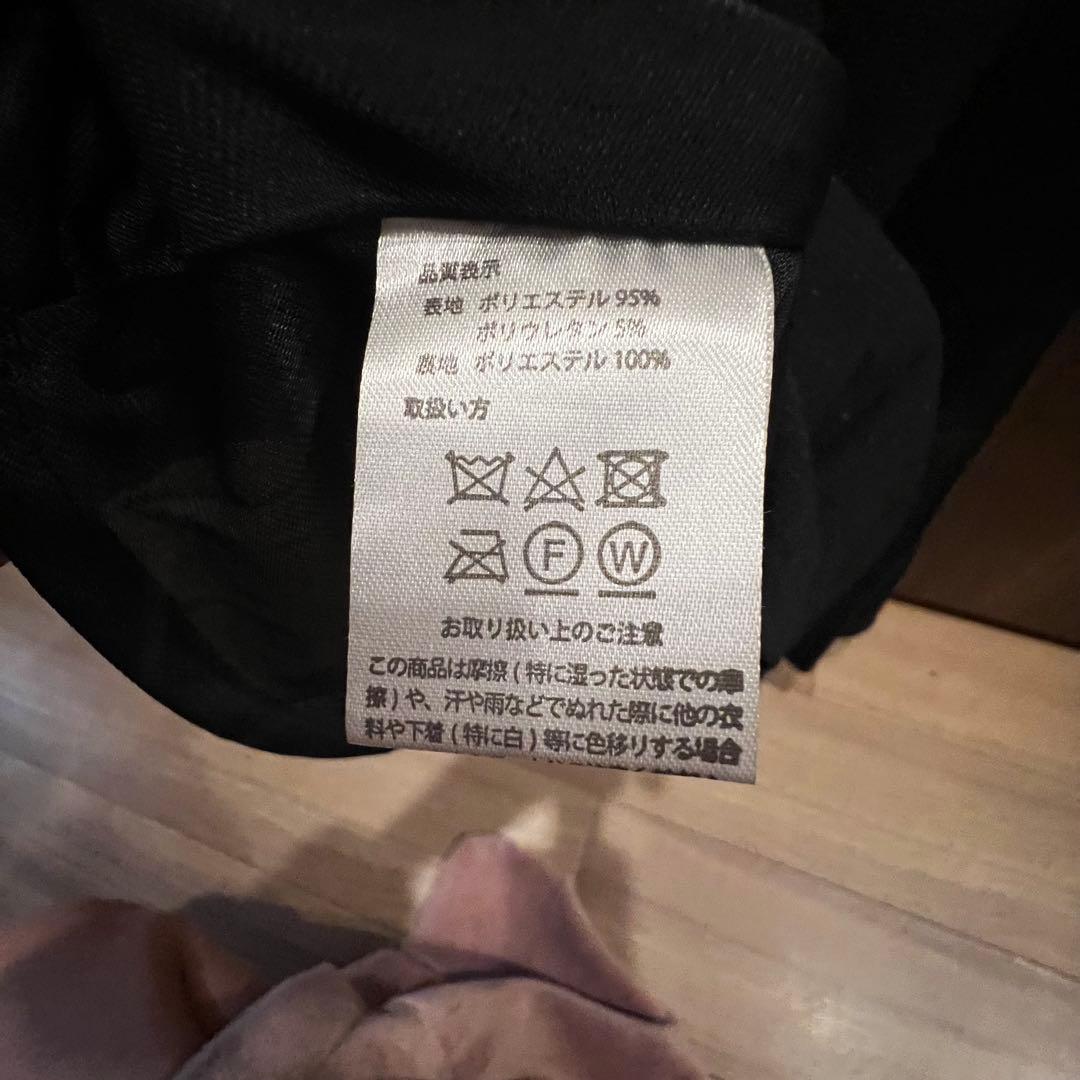 品質表示
表地 ポリエステル 95%
ポリウレタン 5%
裏地 ポリエステル 100%
取扱い方
F W
お取り扱い上のご注意
この商品は摩擦 ( 特に湿った状態での摩
擦 ) や、汗や雨などでぬれた際に他の衣
料や下着 ( 特に白 ) 等に色移りする場合